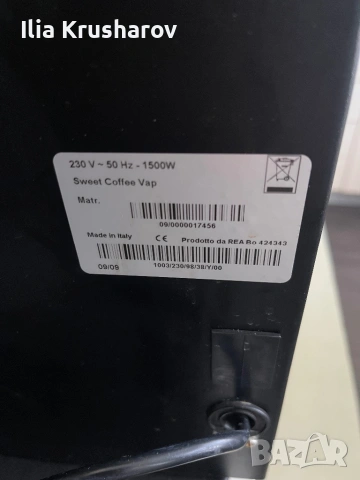 Ilia Krusharov
230 V ~ 50 Hz - 1500W
Sweet Coffee Vap
Matr.
09/0000017456
Made in Italy CE Prodotto da REA Bo 424343
09/09 1003/230/98/38/Y/00
BAZAR